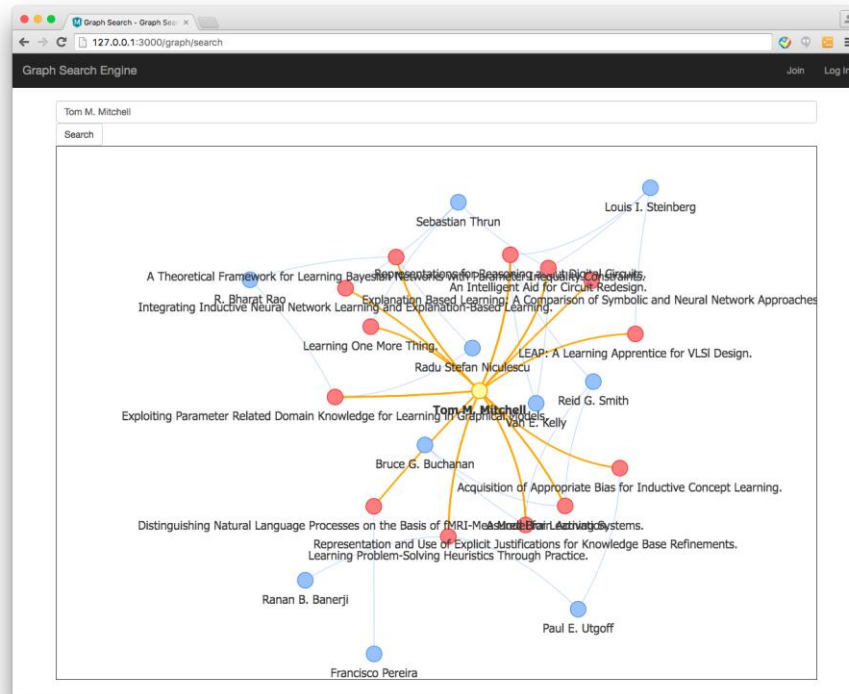 Graph Search - Graph Sea
127.0.0.1:3000/graph/search
Graph Search Engine
Join
Log In
Tom M. Mitchell
Search
Louis I. Steinberg
Sebastian Thrun
Representations for Reasoning about Digital Circuits.
A Theoretical Framework for Learning Bayesian Networks with Parameter Inequality Constraints.
An Intelligent Aid for Circuit Redesign.
R. Bharat Rao
Explanation Based Learning: A Comparison of Symbolic and Neural Network Approaches
Integrating Inductive Neural Network Learning and Explanation-Based Learning.
Learning One More Thing.
LEAP: A Learning Apprentice for VLSI Design.
Radu Stefan Niculescu
Reid G. Smith
Tom M. Mitchell
Exploiting Parameter Related Domain Knowledge for Learning in Graphical Models.
Van E. Kelly
Bruce G. Buchanan
Acquisition of Appropriate Bias for Inductive Concept Learning.
Distinguishing Natural Language Processes on the Basis of fMRI-Measured Brain Activation.
Systems.
Representation and Use of Explicit Justifications for Knowledge Base Refinements.
Learning Problem-Solving Heuristics Through Practice.
Ranan B. Banerji
Paul E. Utgoff
Francisco Pereira